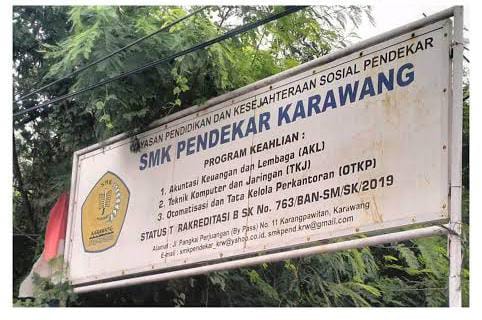 YAYASAN PENDIDIKAN DAN KESEJAHTERAAN SOSIAL PENDEKAR
SMK PENDEKAR KARAWANG
PROGRAM KEAHLIAN :
1. Akuntasi Keuangan dan Lembaga (AKL)
2. Teknik Komputer dan Jaringan (TKJ)
3. Otomatisasi dan Tata Kelola Perkantoran (OTKP)
STATUS T RAKREDITASI B SK No. 763/BAN-SM/SK/2019
Alamat : Jl. Pangkal Perjuangan (By Pass) No. 11 Karangpawitan, Karawang
E-mail : smkpendekar_krw@yahoo.co.id, smkpend.krw@gmail.com
SMK
KARAWANG